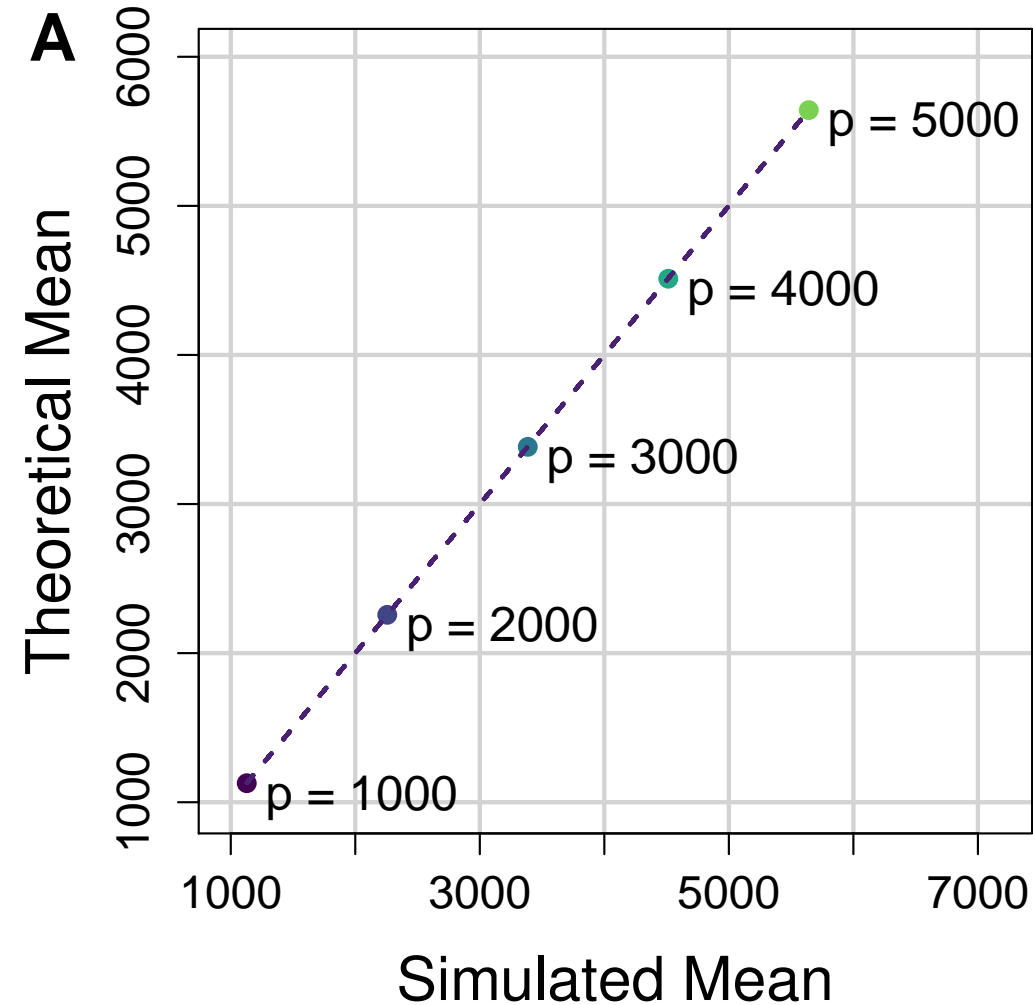 A
Theoretical Mean
6000
5000
4000
3000
2000
1000
p = 5000
p = 4000
p = 3000
p = 2000
p = 1000
1000 3000 5000 7000
Simulated Mean